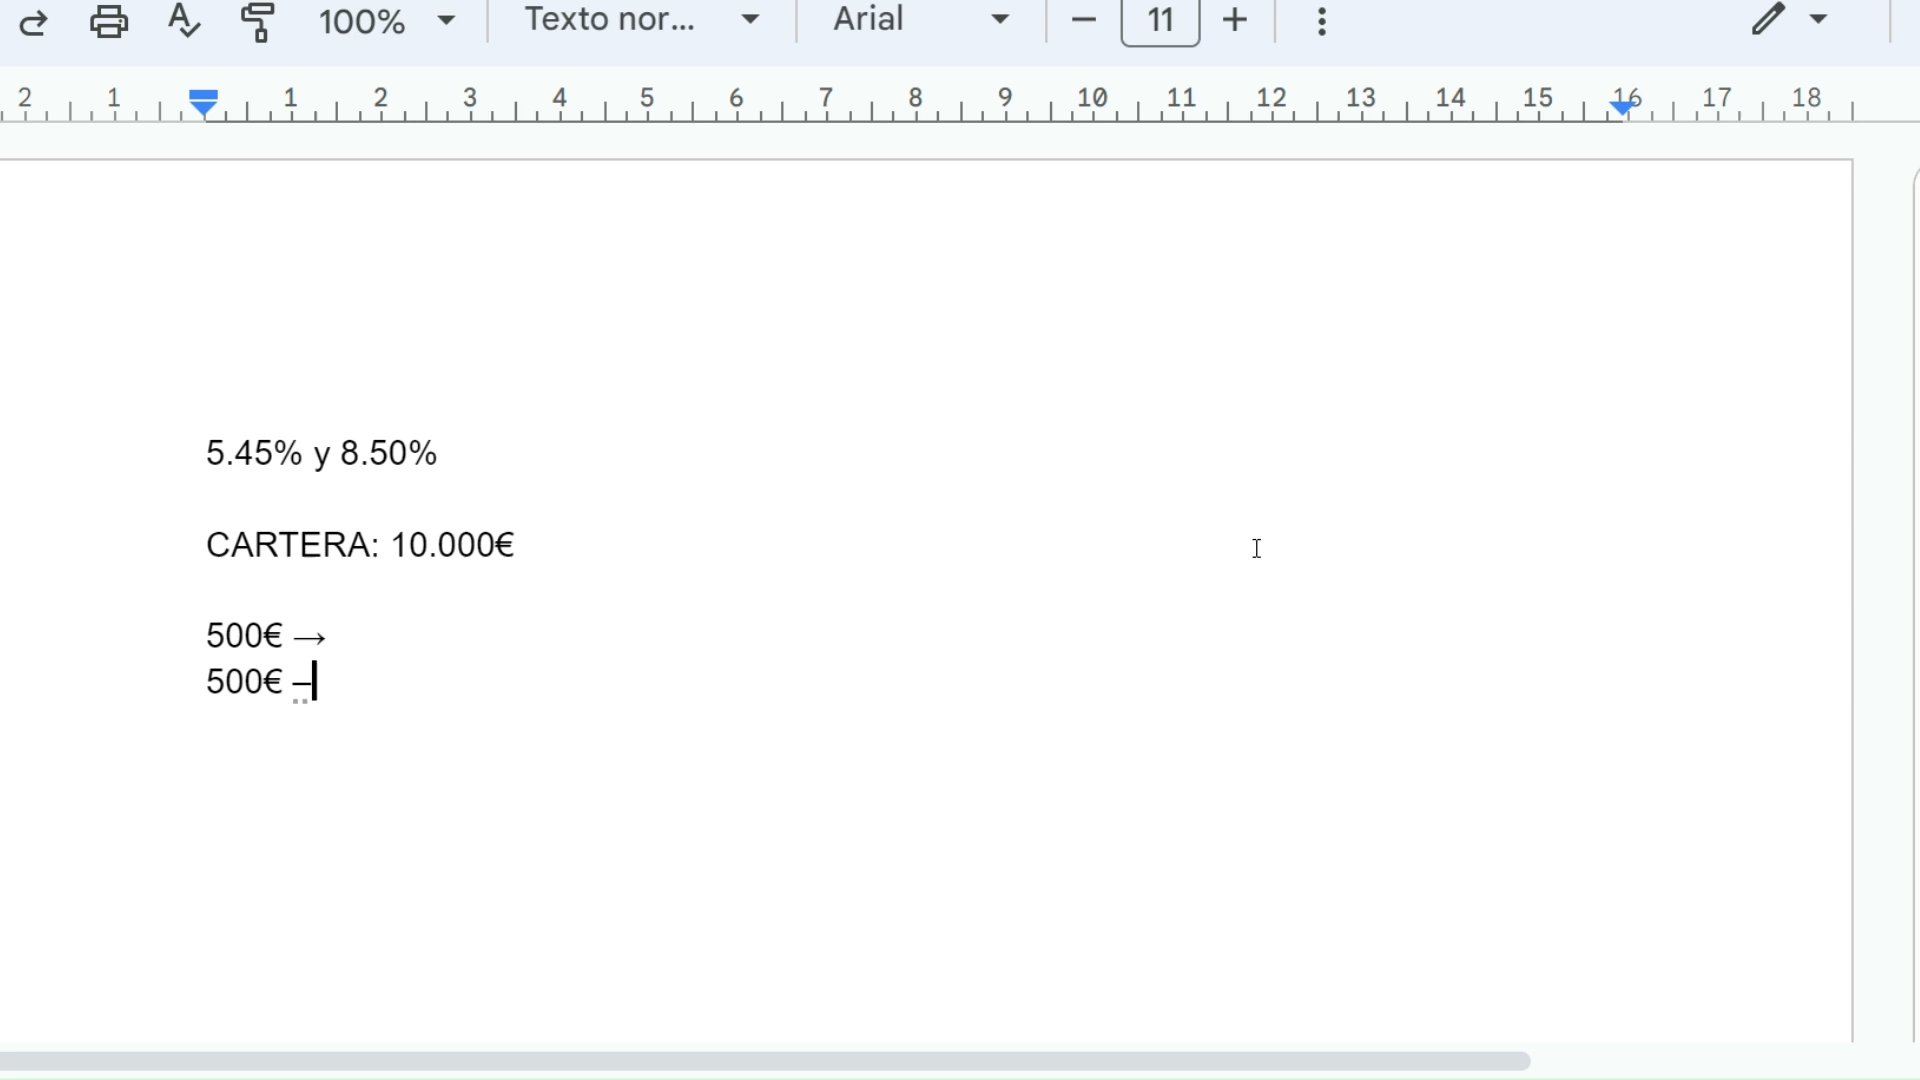 100% Texto nor... Arial 11
2 1 1 2 3 4 5 6 7 8 9 10 11 12 13 14 15 16 17 18
5.45% y 8.50%
CARTERA: 10.000€
500€ →
500€ –